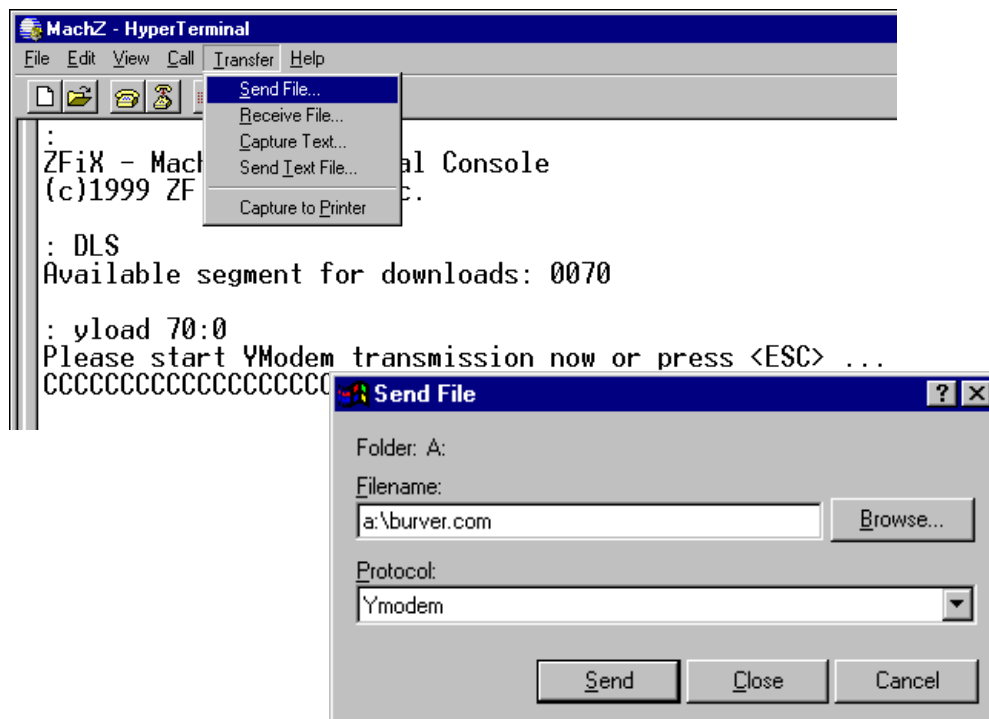 MachZ - HyperTerminal
File Edit View Call Transfer Help
Send File...
Receive File...
Capture Text...
Send Text File...
Capture to Printer
:
ZFiX - Mach al Console
(c)1999 ZF c.
: DLS
Available segment for downloads: 0070
: yload 70:0
Please start YModem transmission now or press <ESC> ...
CCCCCCCCCCCCCCCCCCC
Send File
Folder: A:
Filename:
a:\burver.com
Browse...
Protocol:
Ymodem
Send Close Cancel